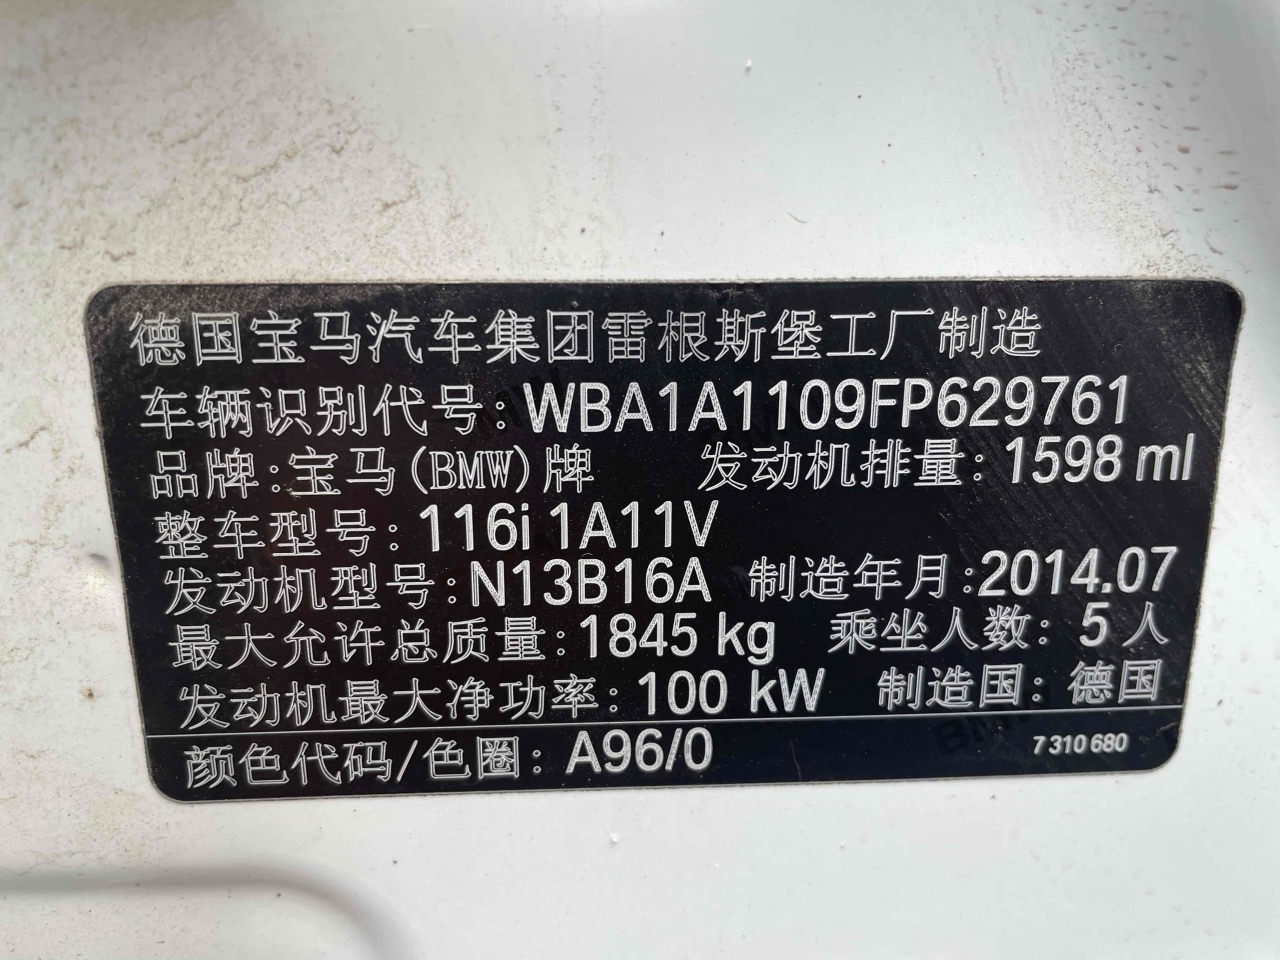 德国宝马汽车集团雷根斯堡工厂制造
车辆识别代号:WBA1A1109FP629761
品牌:宝马(BMW)牌 发动机排量:1598 ml
整车型号:116i 1A11V
发动机型号:N13B16A 制造年月:2014.07
最大允许总质量:1845 kg 乘坐人数: 5人
发动机最大净功率:100 kW 制造国: 德国
颜色代码/色圈: A96/0 7 310 680